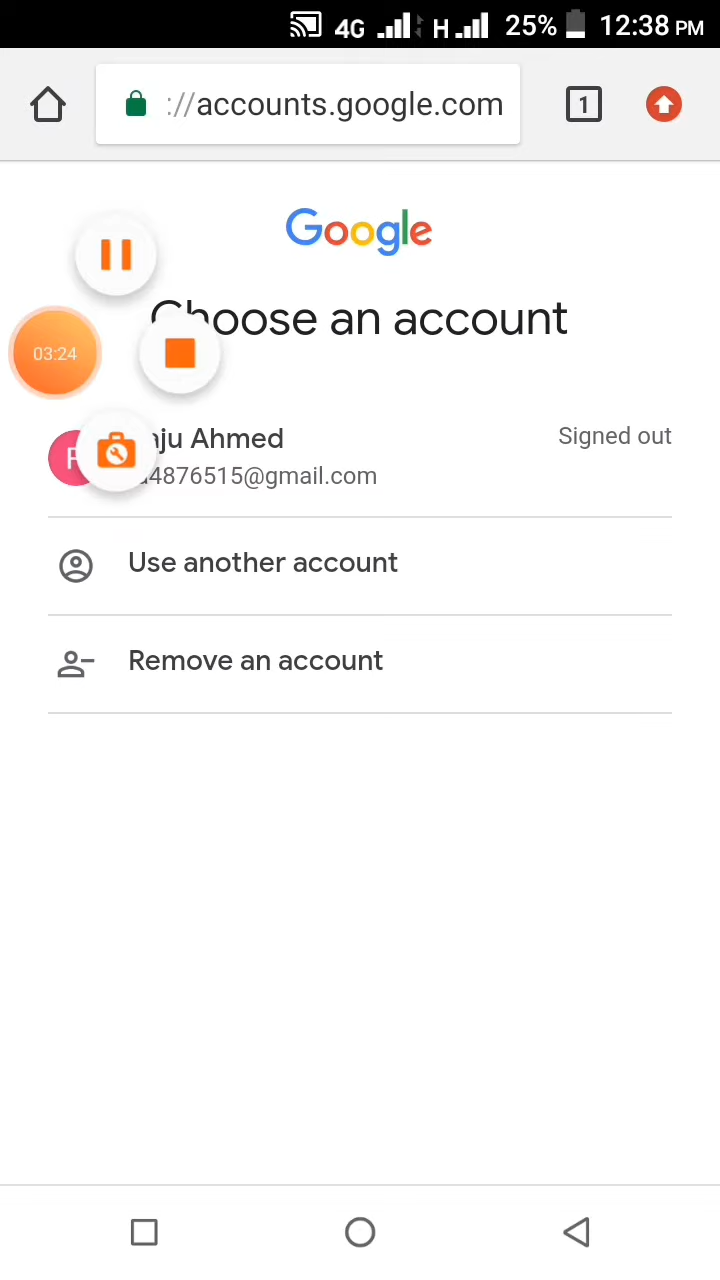 4G H 25% 12:38 PM
://accounts.google.com 1
Google
Choose an account
03:24
Ahmed Signed out
4876515@gmail.com
Use another account
Remove an account